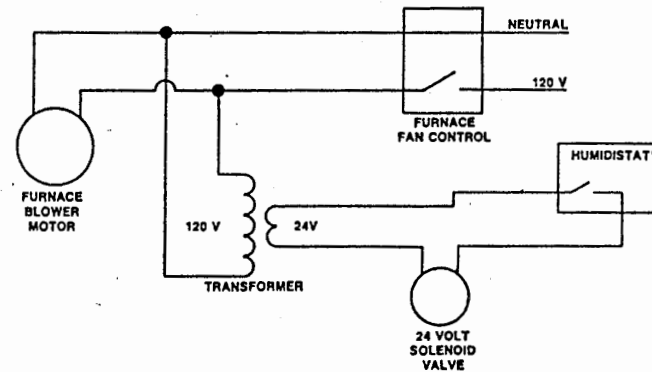 NEUTRAL
120 V
FURNACE
FAN CONTROL
HUMIDISTAT
FURNACE
BLOWER
MOTOR
120 V
24V
TRANSFORMER
24 VOLT
SOLENOID
VALVE